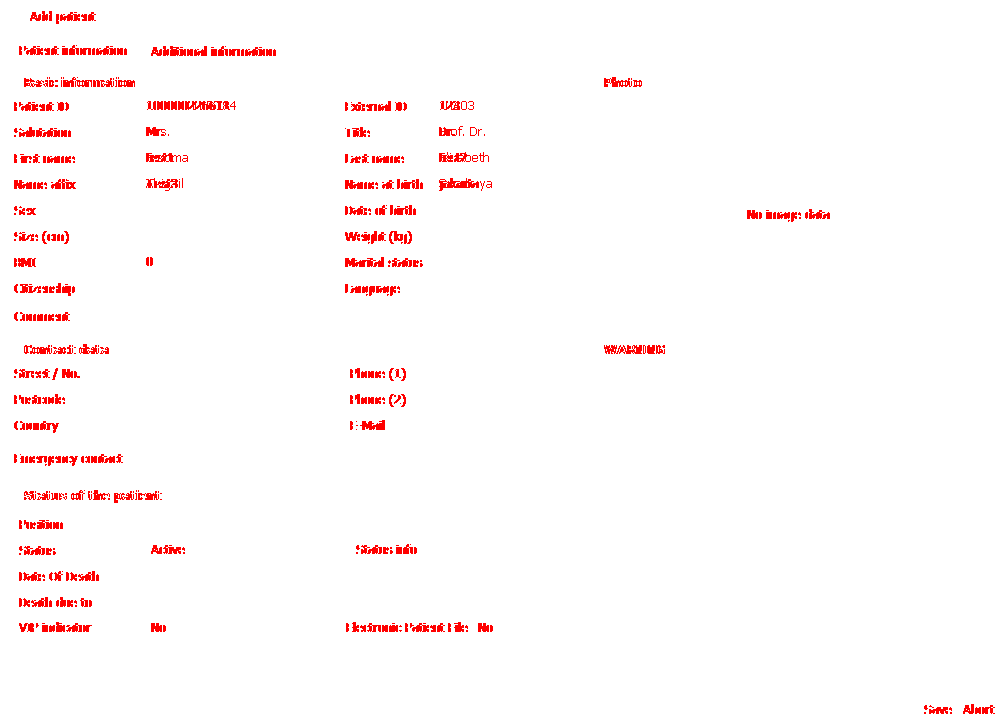 Add patient
Patient information Additional information
Basic information Photo
Patient ID External ID
Salutation Title
First name Last name
Name affix Name at birth
Sex Date of birth
No image data
Size (cm) Weight (kg)
BMI 0 Marital status
Citizenship Language
Comment
Contact data WARNING
Street / No. Phone (1)
Postcode Phone (2)
Country E-Mail
Emergency contact
Status of the patient
Position
Status Active Status info
Date Of Death
Death due to
VIP indicator No Electronic Patient File No
Save Abort